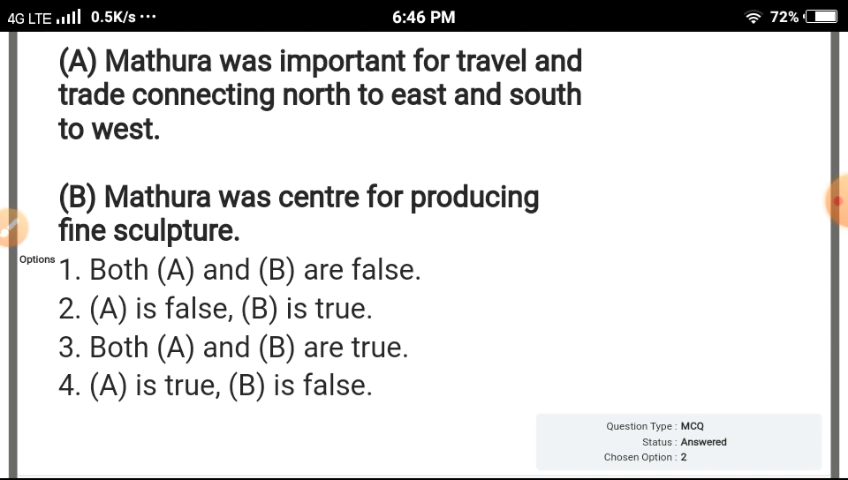 4G LTE 0.5K/s ... 6:46 PM 72%
(A) Mathura was important for travel and
trade connecting north to east and south
to west.
(B) Mathura was centre for producing
fine sculpture.
Options 1. Both (A) and (B) are false.
2. (A) is false, (B) is true.
3. Both (A) and (B) are true.
4. (A) is true, (B) is false.
Question Type : MCQ
Status : Answered
Chosen Option : 2